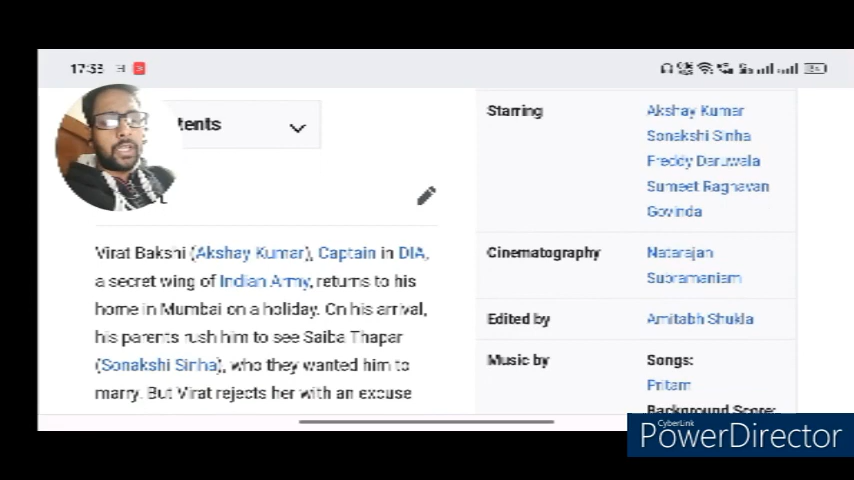 17:33
tents
Virat Bakshi (Akshay Kumar), Captain in DIA,
a secret wing of Indian Army, returns to his
home in Mumbai on a holiday. On his arrival,
his parents rush him to see Saiba Thapar
(Sonakshi Sinha), who they wanted him to
marry. But Virat rejects her with an excuse
Starring
Akshay Kumar
Sonakshi Sinha
Freddy Daruwala
Sumeet Raghavan
Govinda
Cinematography
Natarajan
Subramaniam
Edited by
Amitabh Shukla
Music by
Songs:
Pritam
Background Score:
CyberLink
PowerDirector